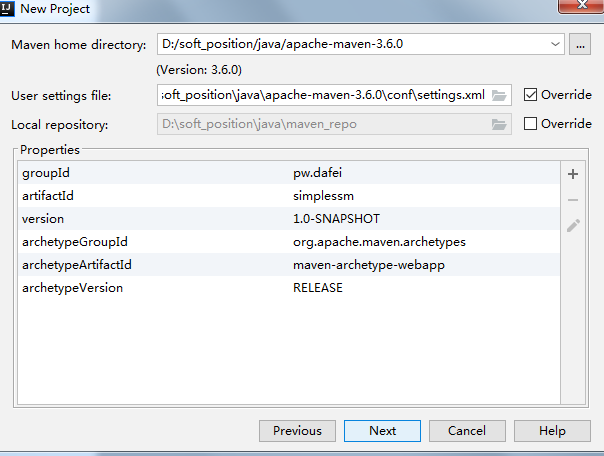 New Project
Maven home directory: D:/soft_position/java/apache-maven-3.6.0 ...
(Version: 3.6.0)
User settings file: soft_position\java\apache-maven-3.6.0\conf\settings.xml Override
Local repository: D:\soft_position\java\maven_repo Override
Properties
groupId pw.dafei
artifactId simplessm
version 1.0-SNAPSHOT
archetypeGroupId org.apache.maven.archetypes
archetypeArtifactId maven-archetype-webapp
archetypeVersion RELEASE
Previous Next Cancel Help